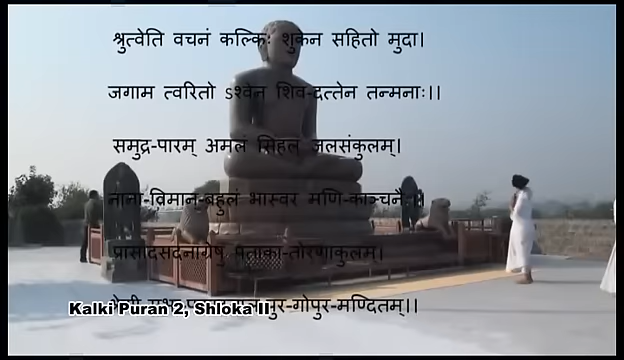 श्रुत्वेति वचनं कल्किः शुकेन सहितो मुदा।
जगाम त्वरितो ऽश्वेन शिव-दत्तेन तन्मनाः।।
समुद्र-पारम् अमलं सिंहलं जलसंकुलम्।
नाना-विमान-बहुलं भास्वर मणि-काञ्चनैः।।
प्रासादसदनाग्रेषु पताका-तोरणाकुलम्।
पुर-गोपुर-मण्डितम्।।
Kalki Puran 2, Shloka II